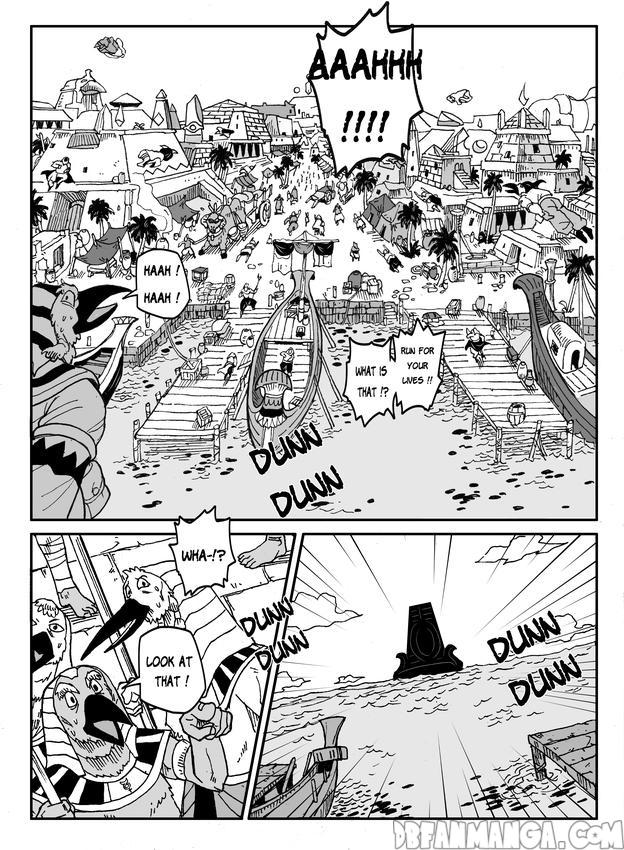 AAAHHH
!!!!
HAAH !
HAAH !
WHAT IS
THAT !?
RUN FOR
YOUR
LIVES !!
DUNN
DUNN
WHA-!?
LOOK AT
THAT !
DUNN
DUNN
DUNN
DUNN
DBFANMANGA.COM